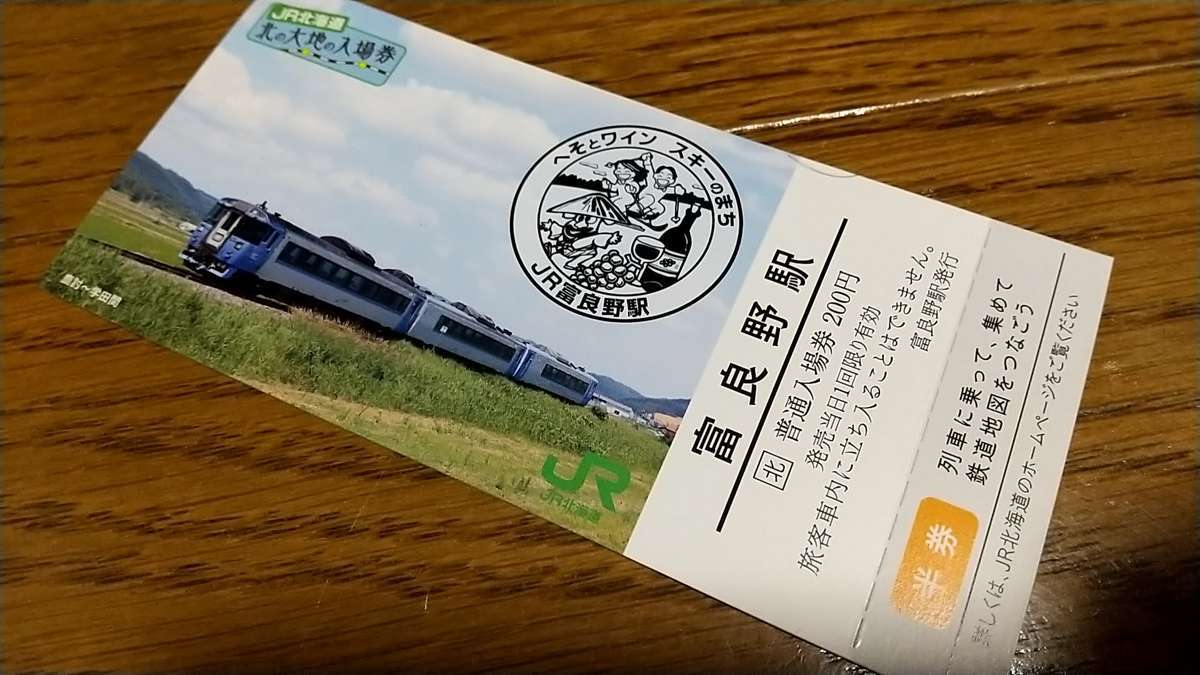 JR北海道
北の大地の入場券
へそとワイン スキーのまち
JR富良野駅
JR北海道
富良野駅
北 普通入場券 200円
発売当日1回限り有効
旅客車内に立ち入ることはできません。
富良野駅発行
半券
列車に乗って、集めて
鉄道地図をつなごう
詳しくは、JR北海道のホームページをご覧ください